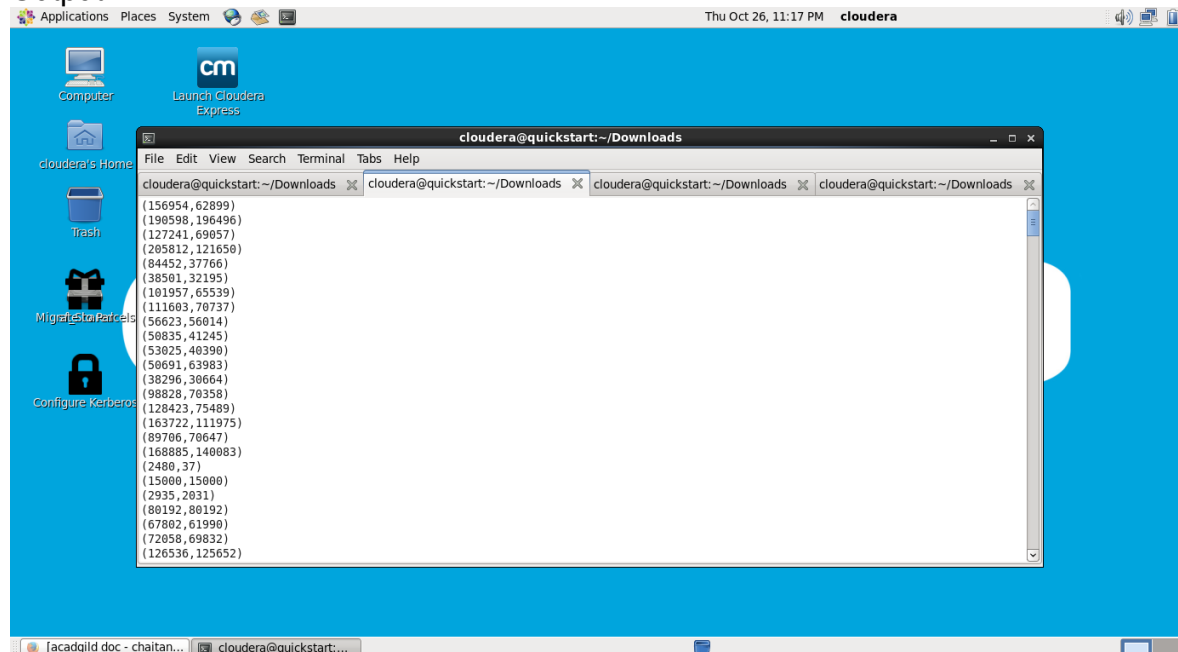 Applications Places System Thu Oct 26, 11:17 PM cloudera
cm
Computer
Launch Cloudera
Express
cloudera's Home
Trash
Configure Kerberos
cloudera@quickstart:~/Downloads
File Edit View Search Terminal Tabs Help
cloudera@quickstart:~/Downloads cloudera@quickstart:~/Downloads cloudera@quickstart:~/Downloads cloudera@quickstart:~/Downloads
(156954,62899)
(190598,196496)
(127241,69057)
(205812,121650)
(84452,37766)
(38501,32195)
(101957,65539)
(111603,70737)
(56623,56014)
(50835,41245)
(53025,40390)
(50691,63983)
(38296,30664)
(98828,70358)
(128423,75489)
(163722,111975)
(89706,70647)
(168885,140083)
(2480,37)
(15000,15000)
(2935,2031)
(80192,80192)
(67802,61990)
(72058,69832)
(126536,125652)
[acadgild doc - chaitan... cloudera@quickstart:...